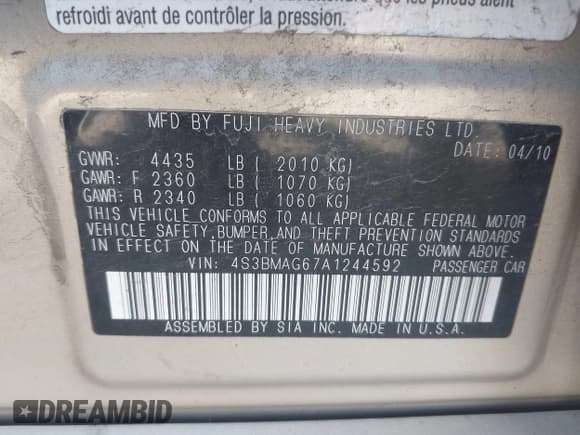 refroidi avant de contrôler la pression.
MFD BY FUJI HEAVY INDUSTRIES LTD.
DATE: 04/10
GVWR: 4435 LB ( 2010 KG)
GAWR: F 2360 LB ( 1070 KG)
GAWR: R 2340 LB ( 1060 KG)
THIS VEHICLE CONFORMS TO ALL APPLICABLE FEDERAL MOTOR
VEHICLE SAFETY, BUMPER, AND THEFT PREVENTION STANDARDS
IN EFFECT ON THE DATE OF MANUFACTURE SHOWN ABOVE.
VIN: 4S3BMAG67A1244592 PASSENGER CAR
ASSEMBLED BY SIA INC. MADE IN U.S.A.
DREAMBID